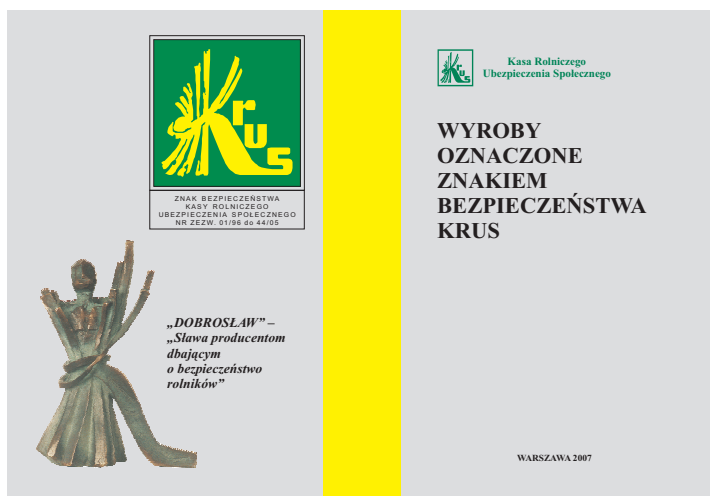 Krus
ZNAK BEZPIECZEŃSTWA
KASY ROLNICZEGO
UBEZPIECZENIA SPOŁECZNEGO
NR ZEZW. 01/96 do 44/05
„DOBROSŁAW” –
„Sława producentom
dbającym
o bezpieczeństwo
rolników”
Krus
Kasa Rolniczego
Ubezpieczenia Społecznego
WYROBY
OZNACZONE
ZNAKIEM
BEZPIECZEŃSTWA
KRUS
WARSZAWA 2007